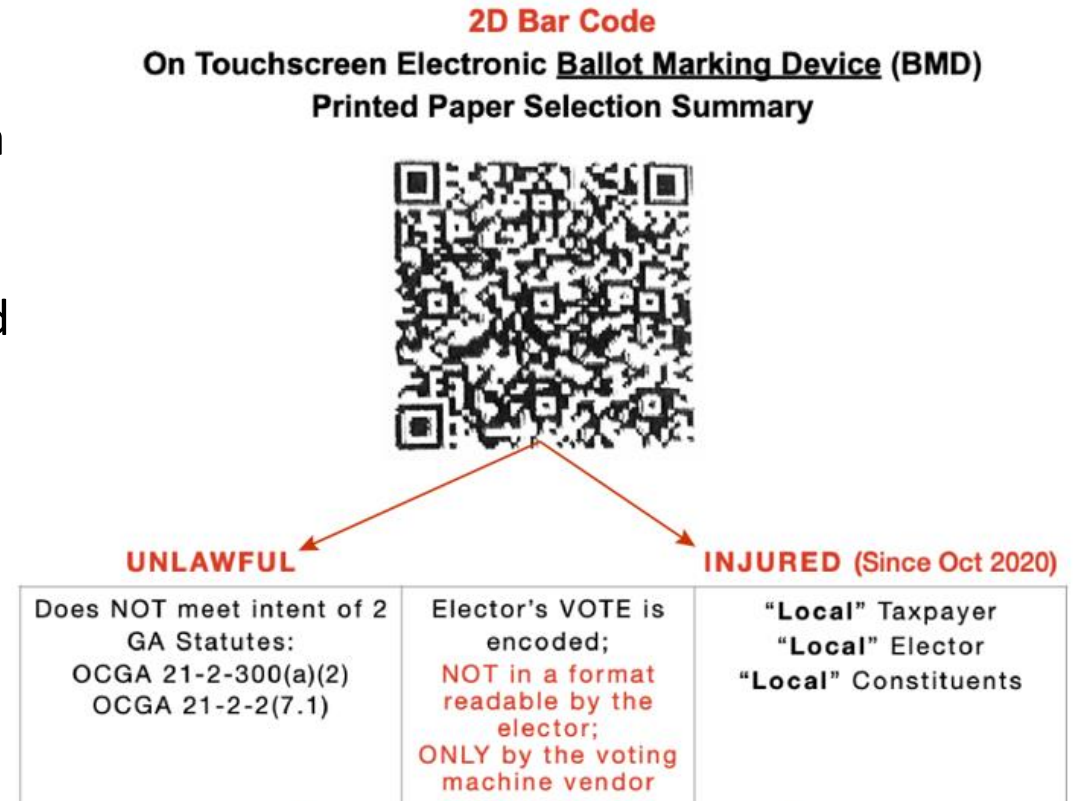 2D Bar Code
On Touchscreen Electronic Ballot Marking Device (BMD)
Printed Paper Selection Summary
UNLAWFUL
INJURED (Since Oct 2020)
Does NOT meet intent of 2
GA Statutes:
OCGA 21-2-300(a)(2)
OCGA 21-2-2(7.1)
Elector's VOTE is
encoded;
NOT in a format
readable by the
elector;
ONLY by the voting
machine vendor
“Local” Taxpayer
“Local” Elector
“Local” Constituents